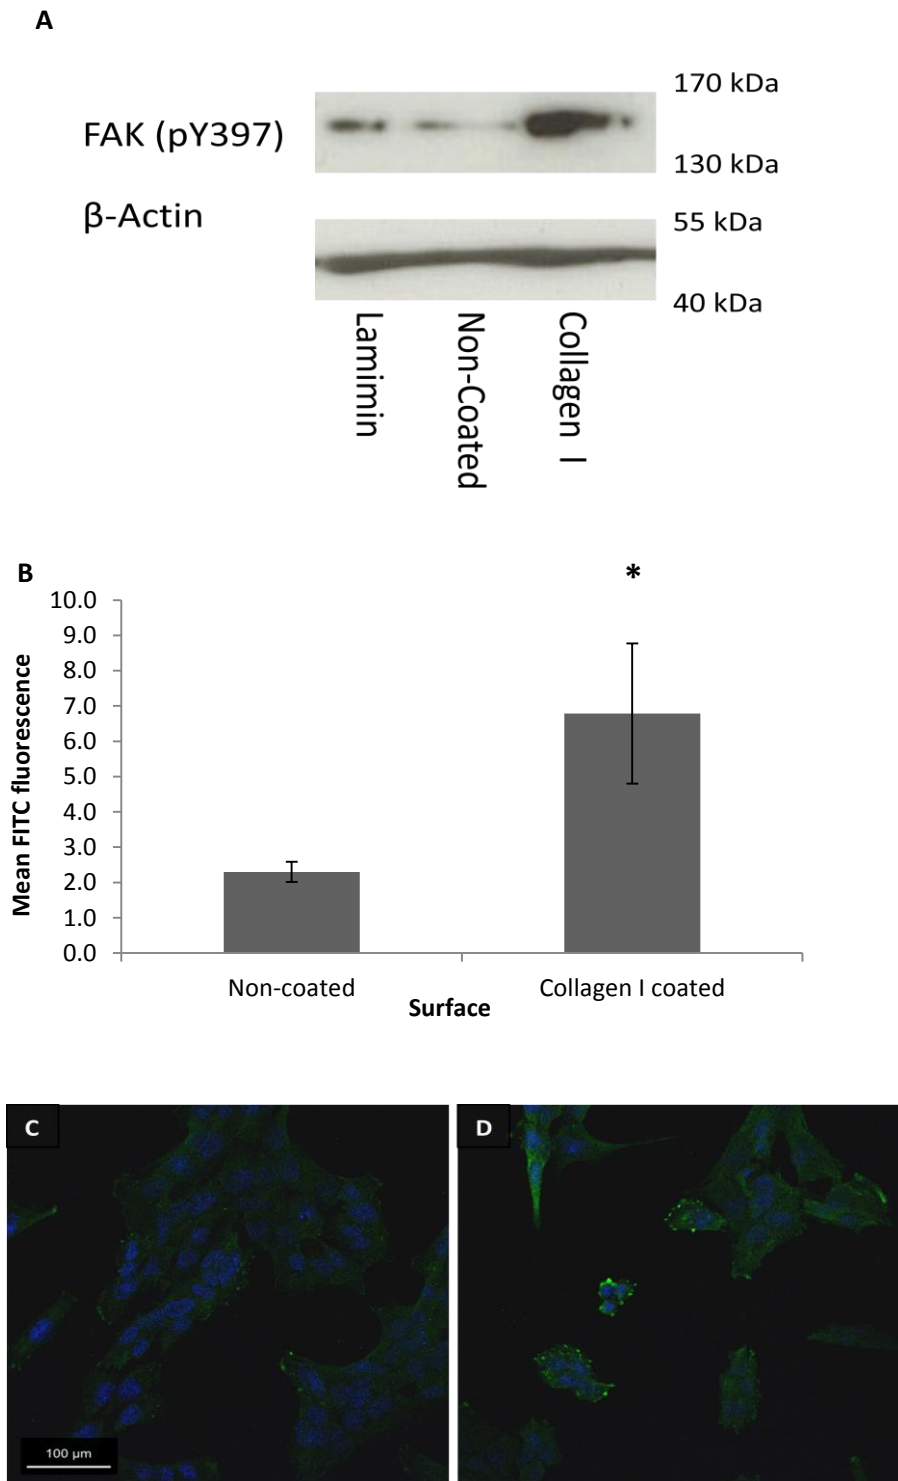 A
170 kDa
FAK (pY397)
130 kDa
β-Actin
55 kDa
40 kDa
Lamimin
Non-Coated
Collagen I
B
*
10.0
9.0
8.0
7.0
6.0
5.0
4.0
3.0
2.0
1.0
0.0
Mean FITC fluorescence
Non-coated
Collagen I coated
Surface
C
D
100 µm